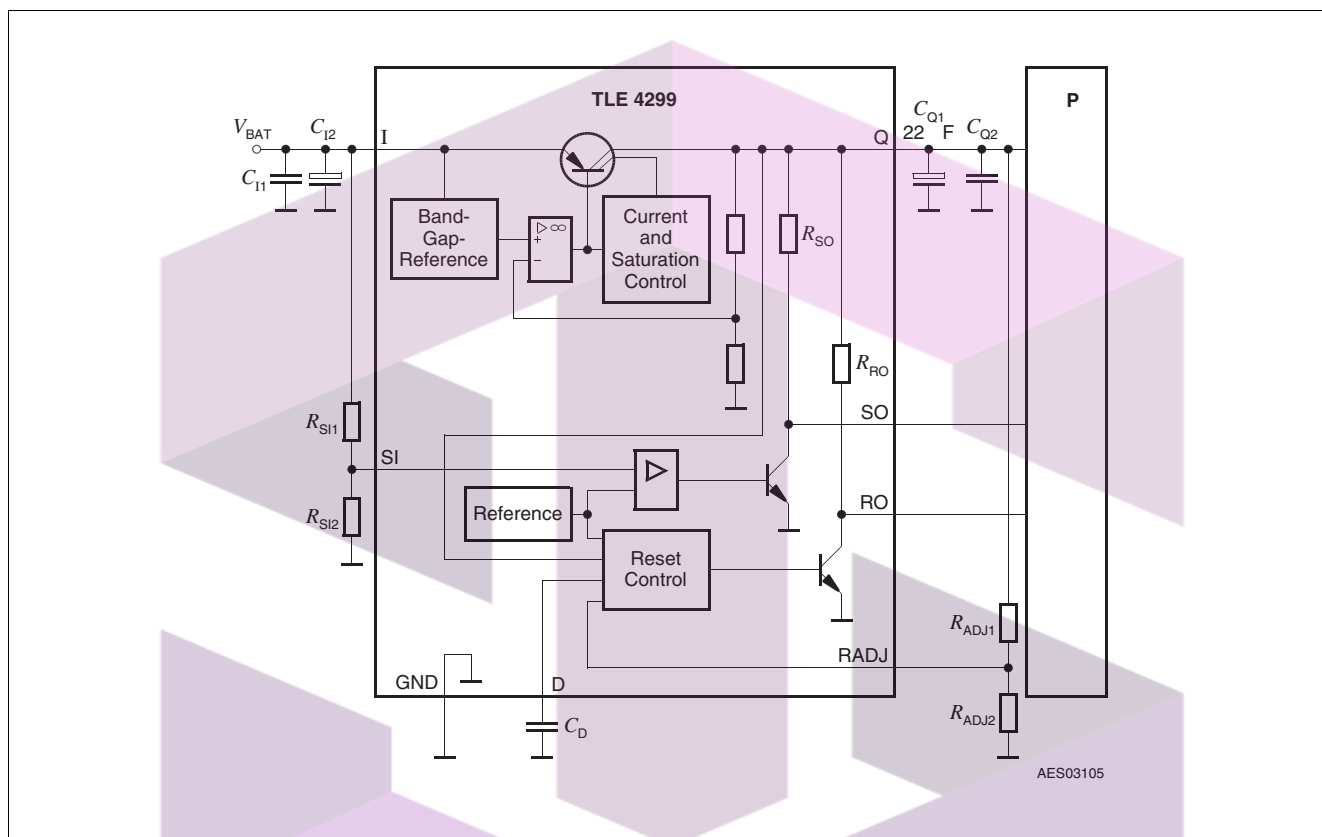 TLE 4299
P
V_BAT
C_I2
I
Q
C_Q1
22 F
C_Q2
C_I1
Band-
Gap-
Reference
▷ ∞
+
−
Current
and
Saturation
Control
R_SO
R_RO
R_SI1
SO
SI
R_SI2
Reference
RO
Reset
Control
R_ADJ1
RADJ
GND
D
C_D
R_ADJ2
AES03105